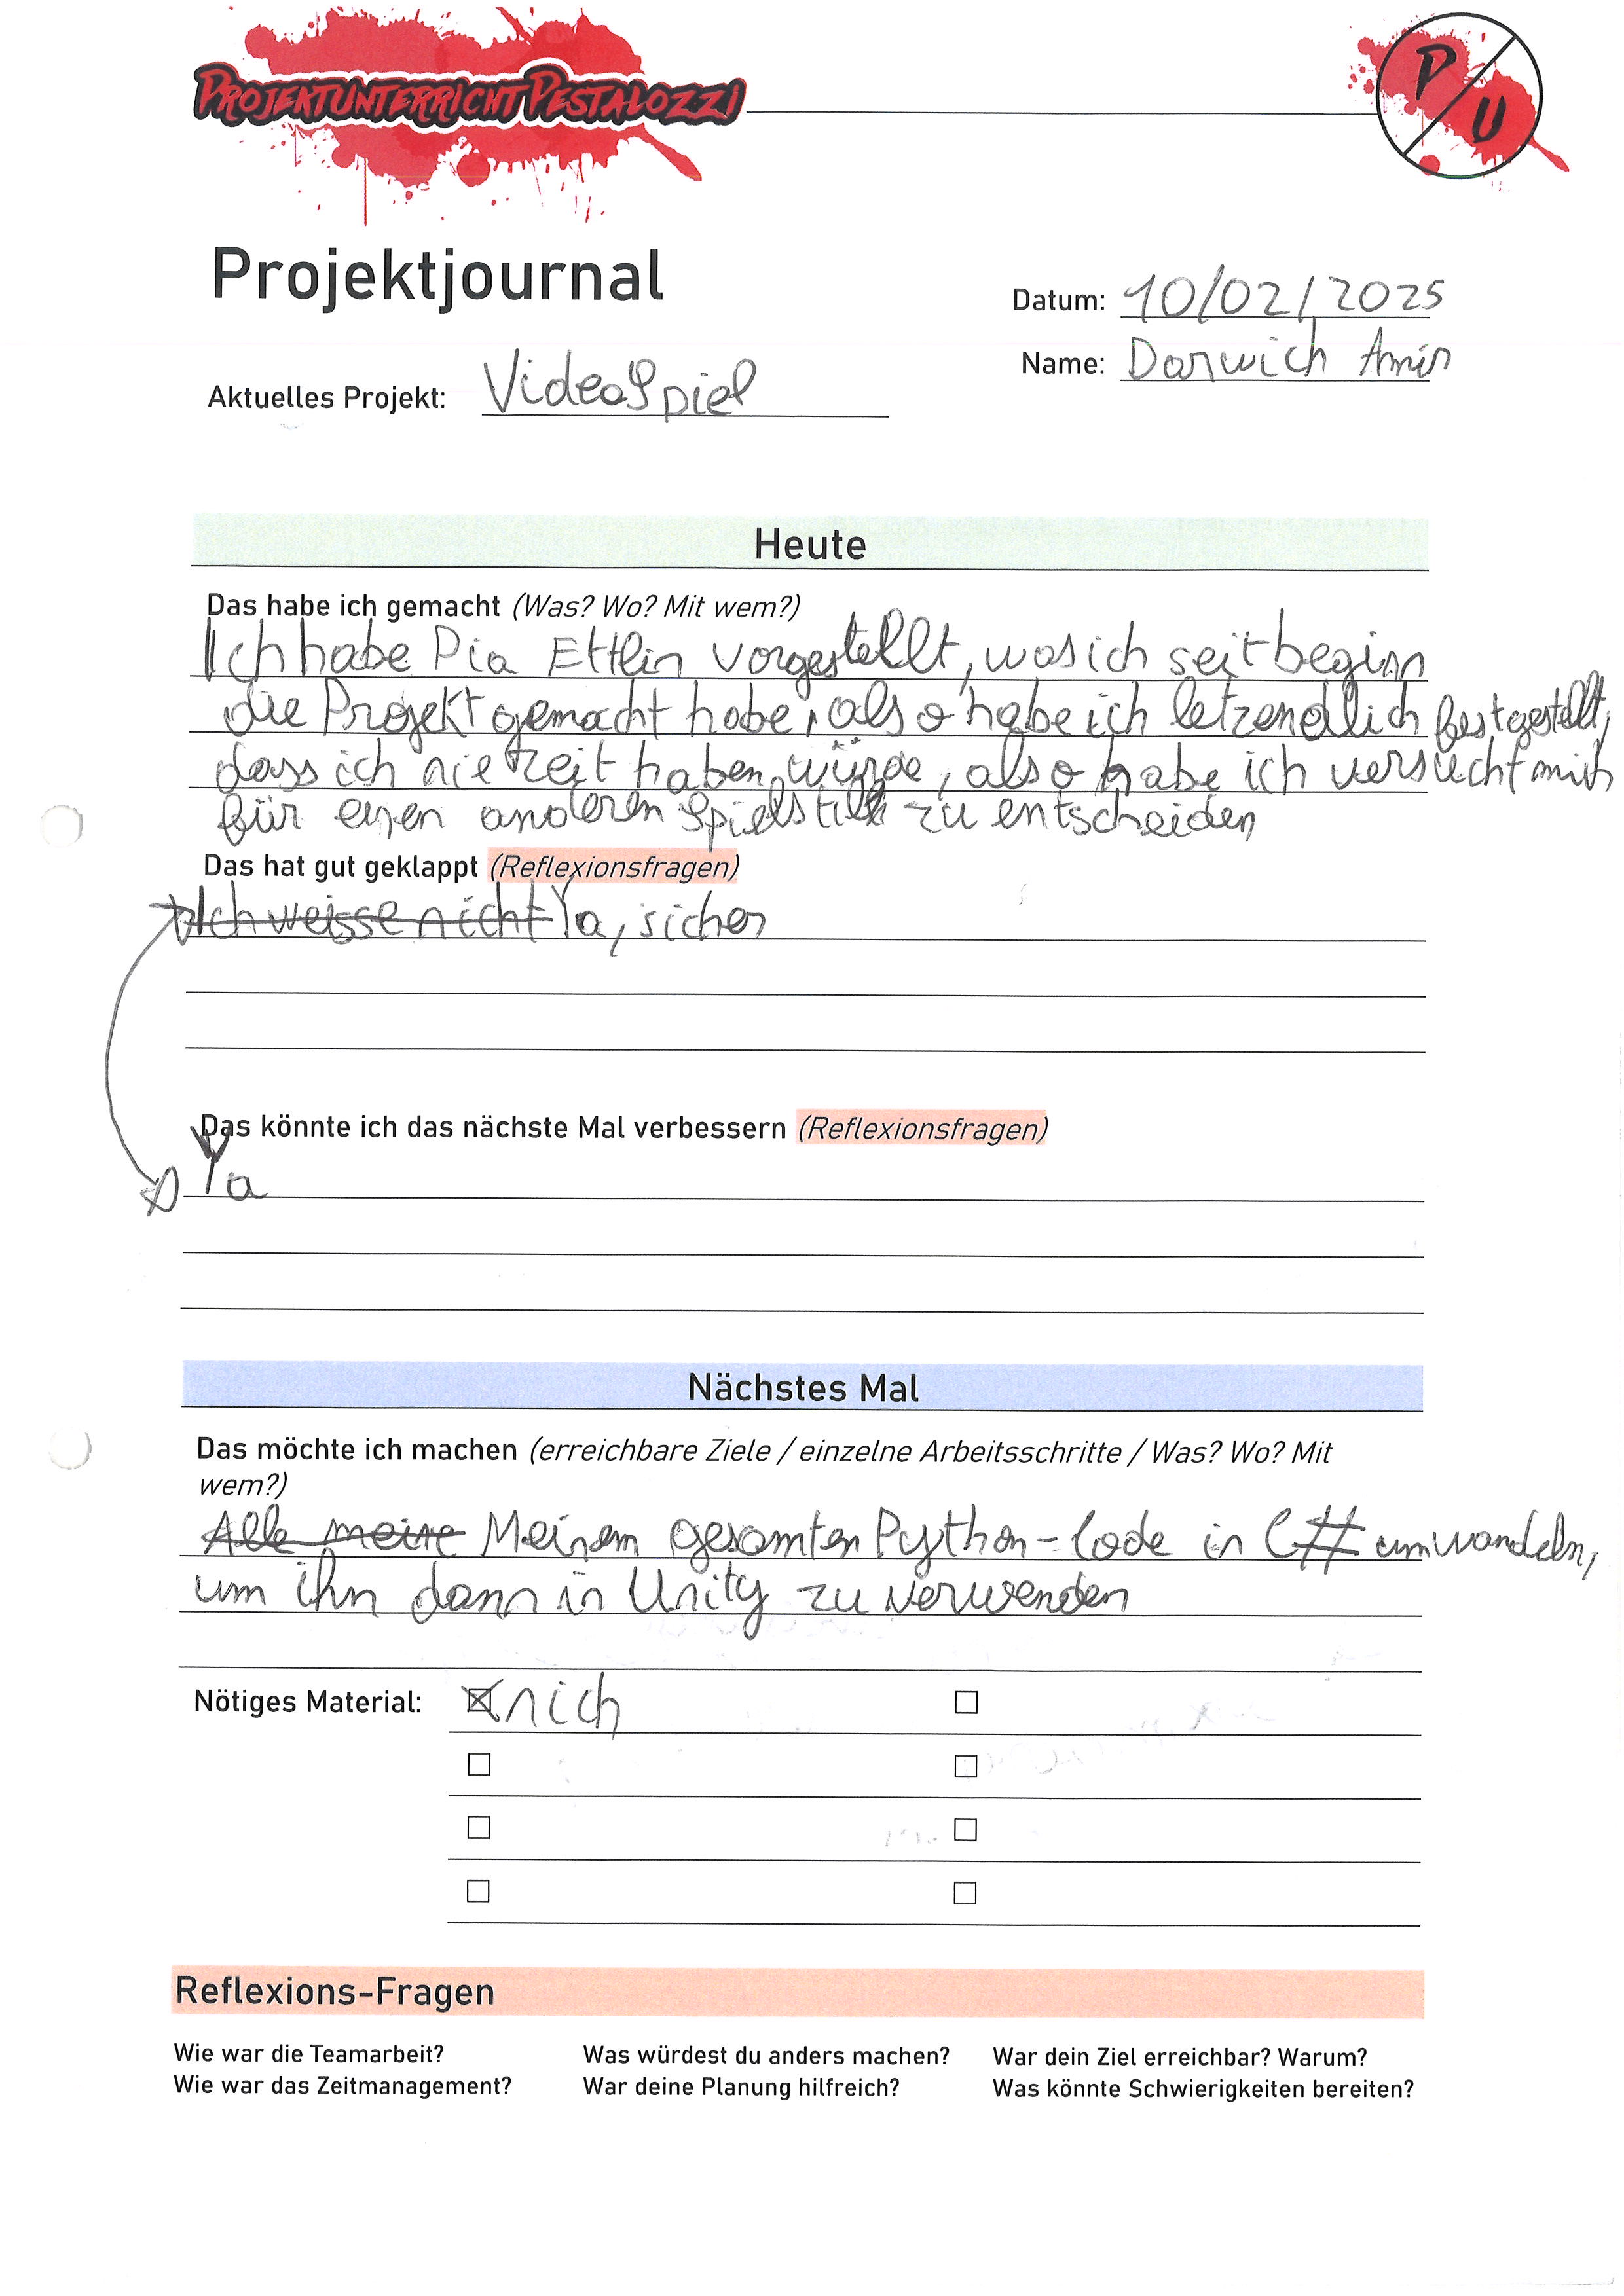 PROJEKTUNTERRICHT PESTALOZZI
P U
Projektjournal
Datum: 10/02/2025
Name: Darwich Amir
Aktuelles Projekt: VideoSpiel
Heute
Das habe ich gemacht (Was? Wo? Mit wem?)
Ich habe Pia Ettlin vorgestellt, was ich seit beginn
die Projekt gemacht habe, also habe ich letzendlich festgestellt,
dass ich nie Zeit haben würde, also habe ich versucht mich
für einen anderen Spielstill zu entscheiden
Das hat gut geklappt (Reflexionsfragen)
Ich weisse nicht Ya, sicher
Das könnte ich das nächste Mal verbessern (Reflexionsfragen)
Ya
Nächstes Mal
Das möchte ich machen (erreichbare Ziele / einzelne Arbeitsschritte / Was? Wo? Mit
wem?)
Alle meine Meinem gesamten Python-Code in C# umwandeln,
um ihn dann in Unity zu verwenden
Nötiges Material: nich
Reflexions-Fragen
Wie war die Teamarbeit? Was würdest du anders machen? War dein Ziel erreichbar? Warum?
Wie war das Zeitmanagement? War deine Planung hilfreich? Was könnte Schwierigkeiten bereiten?